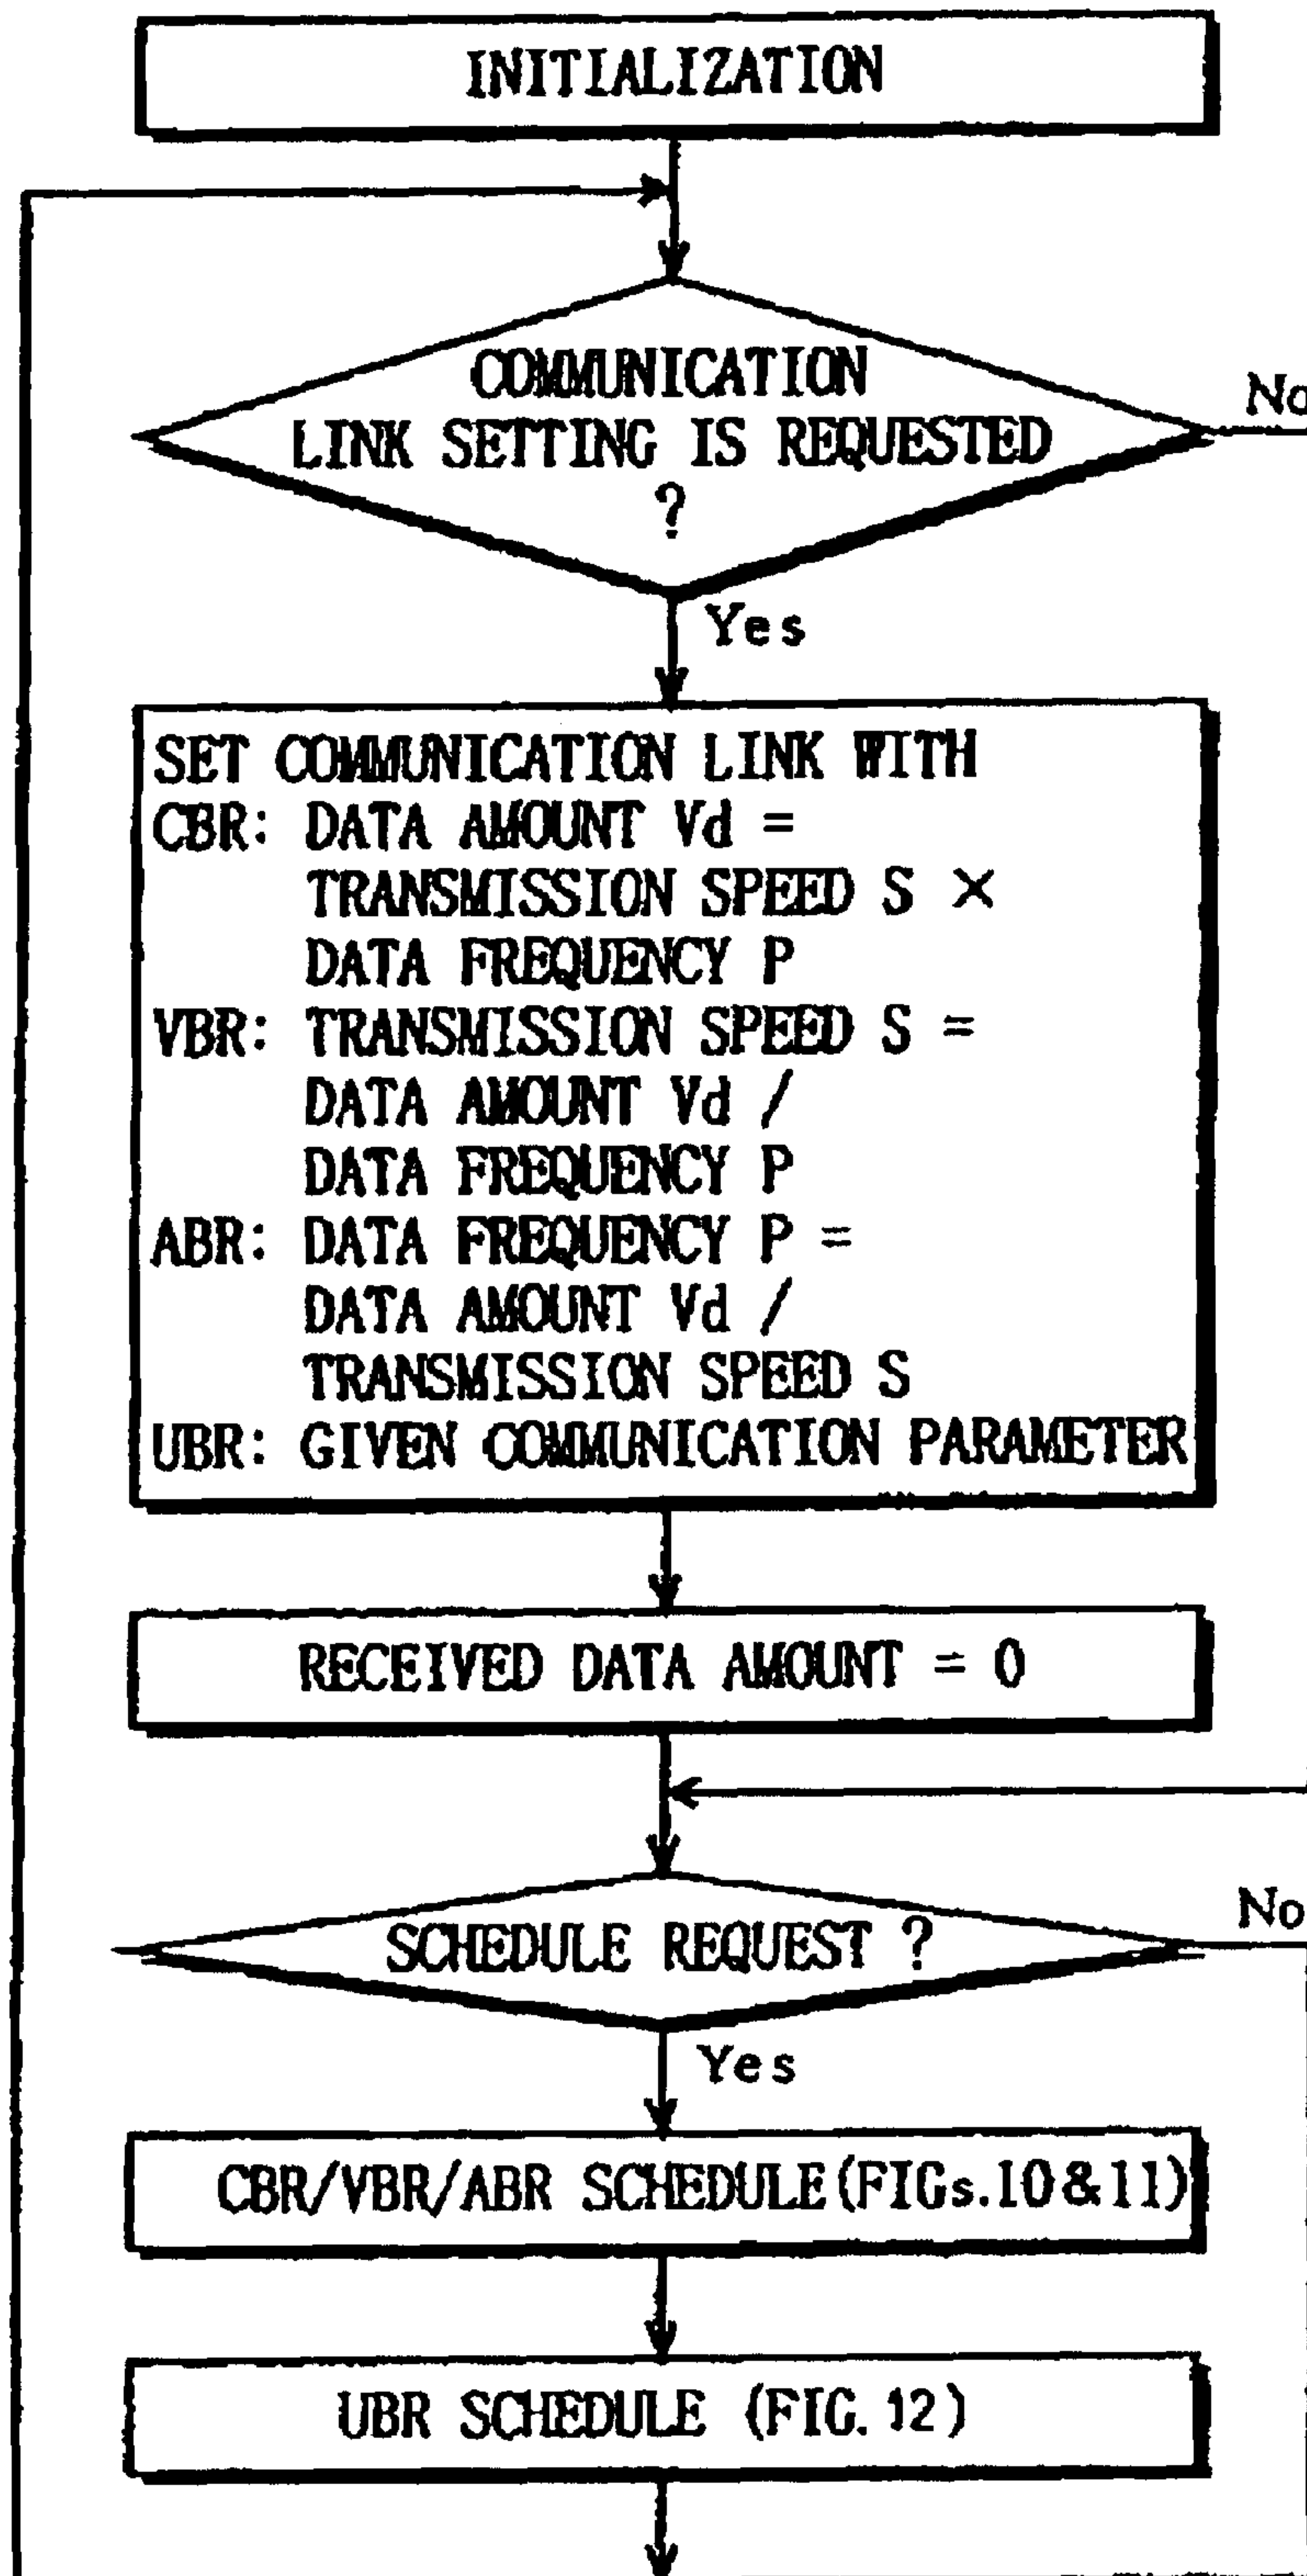 INITIALIZATION
COMMUNICATION
LINK SETTING IS REQUESTED
?
No
Yes
SET COMMUNICATION LINK WITH
CBR: DATA AMOUNT Vd =
TRANSMISSION SPEED S ×
DATA FREQUENCY P
VBR: TRANSMISSION SPEED S =
DATA AMOUNT Vd /
DATA FREQUENCY P
ABR: DATA FREQUENCY P =
DATA AMOUNT Vd /
TRANSMISSION SPEED S
UBR: GIVEN COMMUNICATION PARAMETER
RECEIVED DATA AMOUNT = 0
SCHEDULE REQUEST ?
No
Yes
CBR/VBR/ABR SCHEDULE(FIGs.10&11)
UBR SCHEDULE (FIG.12)